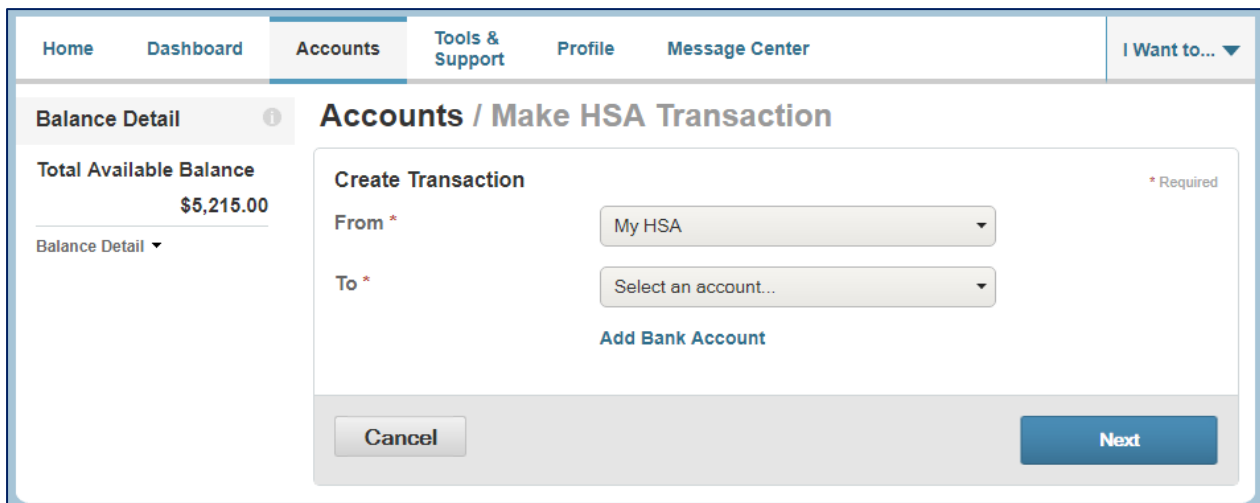 Home Dashboard Accounts Tools & Support Profile Message Center I Want to...
Balance Detail
Accounts / Make HSA Transaction
Total Available Balance
$5,215.00
Balance Detail
Create Transaction
* Required
From *
My HSA
To *
Select an account...
Add Bank Account
Cancel
Next